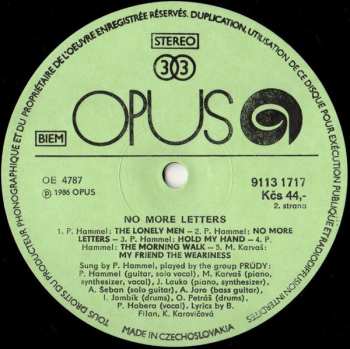 TOUS DROITS DU PRODUCTEUR PHONOGRAPHIQUE ET DU PROPRIÉTAIRE DE L'OEUVRE ENREGISTRÉE RÉSERVÉS. DUPLICATION, UTILISATION DE CE DISQUE POUR EXÉCUTION PUBLIQUE ET RADIODIFFUSION INTERDITES
STEREO
33
OPUS
BIEM
OE 4787
Ⓟ 1986 OPUS
9113 1717
Kčs 44,-
2. strana
NO MORE LETTERS
1. P. Hammel: THE LONELY MEN – 2. P. Hammel: NO MORE
LETTERS – 3. P. Hammel: HOLD MY HAND – 4. P.
Hammel: THE MORNING WALK – 5. M. Karvaš:
MY FRIEND THE WEARINESS
Sung by P. Hammel, played by the group PRÚDY:
P. Hammel (guitar, solo vocal), M. Karvaš (piano,
synthesizer, vocal), J. Lauko (piano, synthesizer),
A. Šeban (solo guitar), A. Jaro (bass guitar),
I. Jombík (drums), O. Petráš (drums),
P. Habera (vocal), Lyrics by B.
Filan, K. Karovičová
MADE IN CZECHOSLOVAKIA